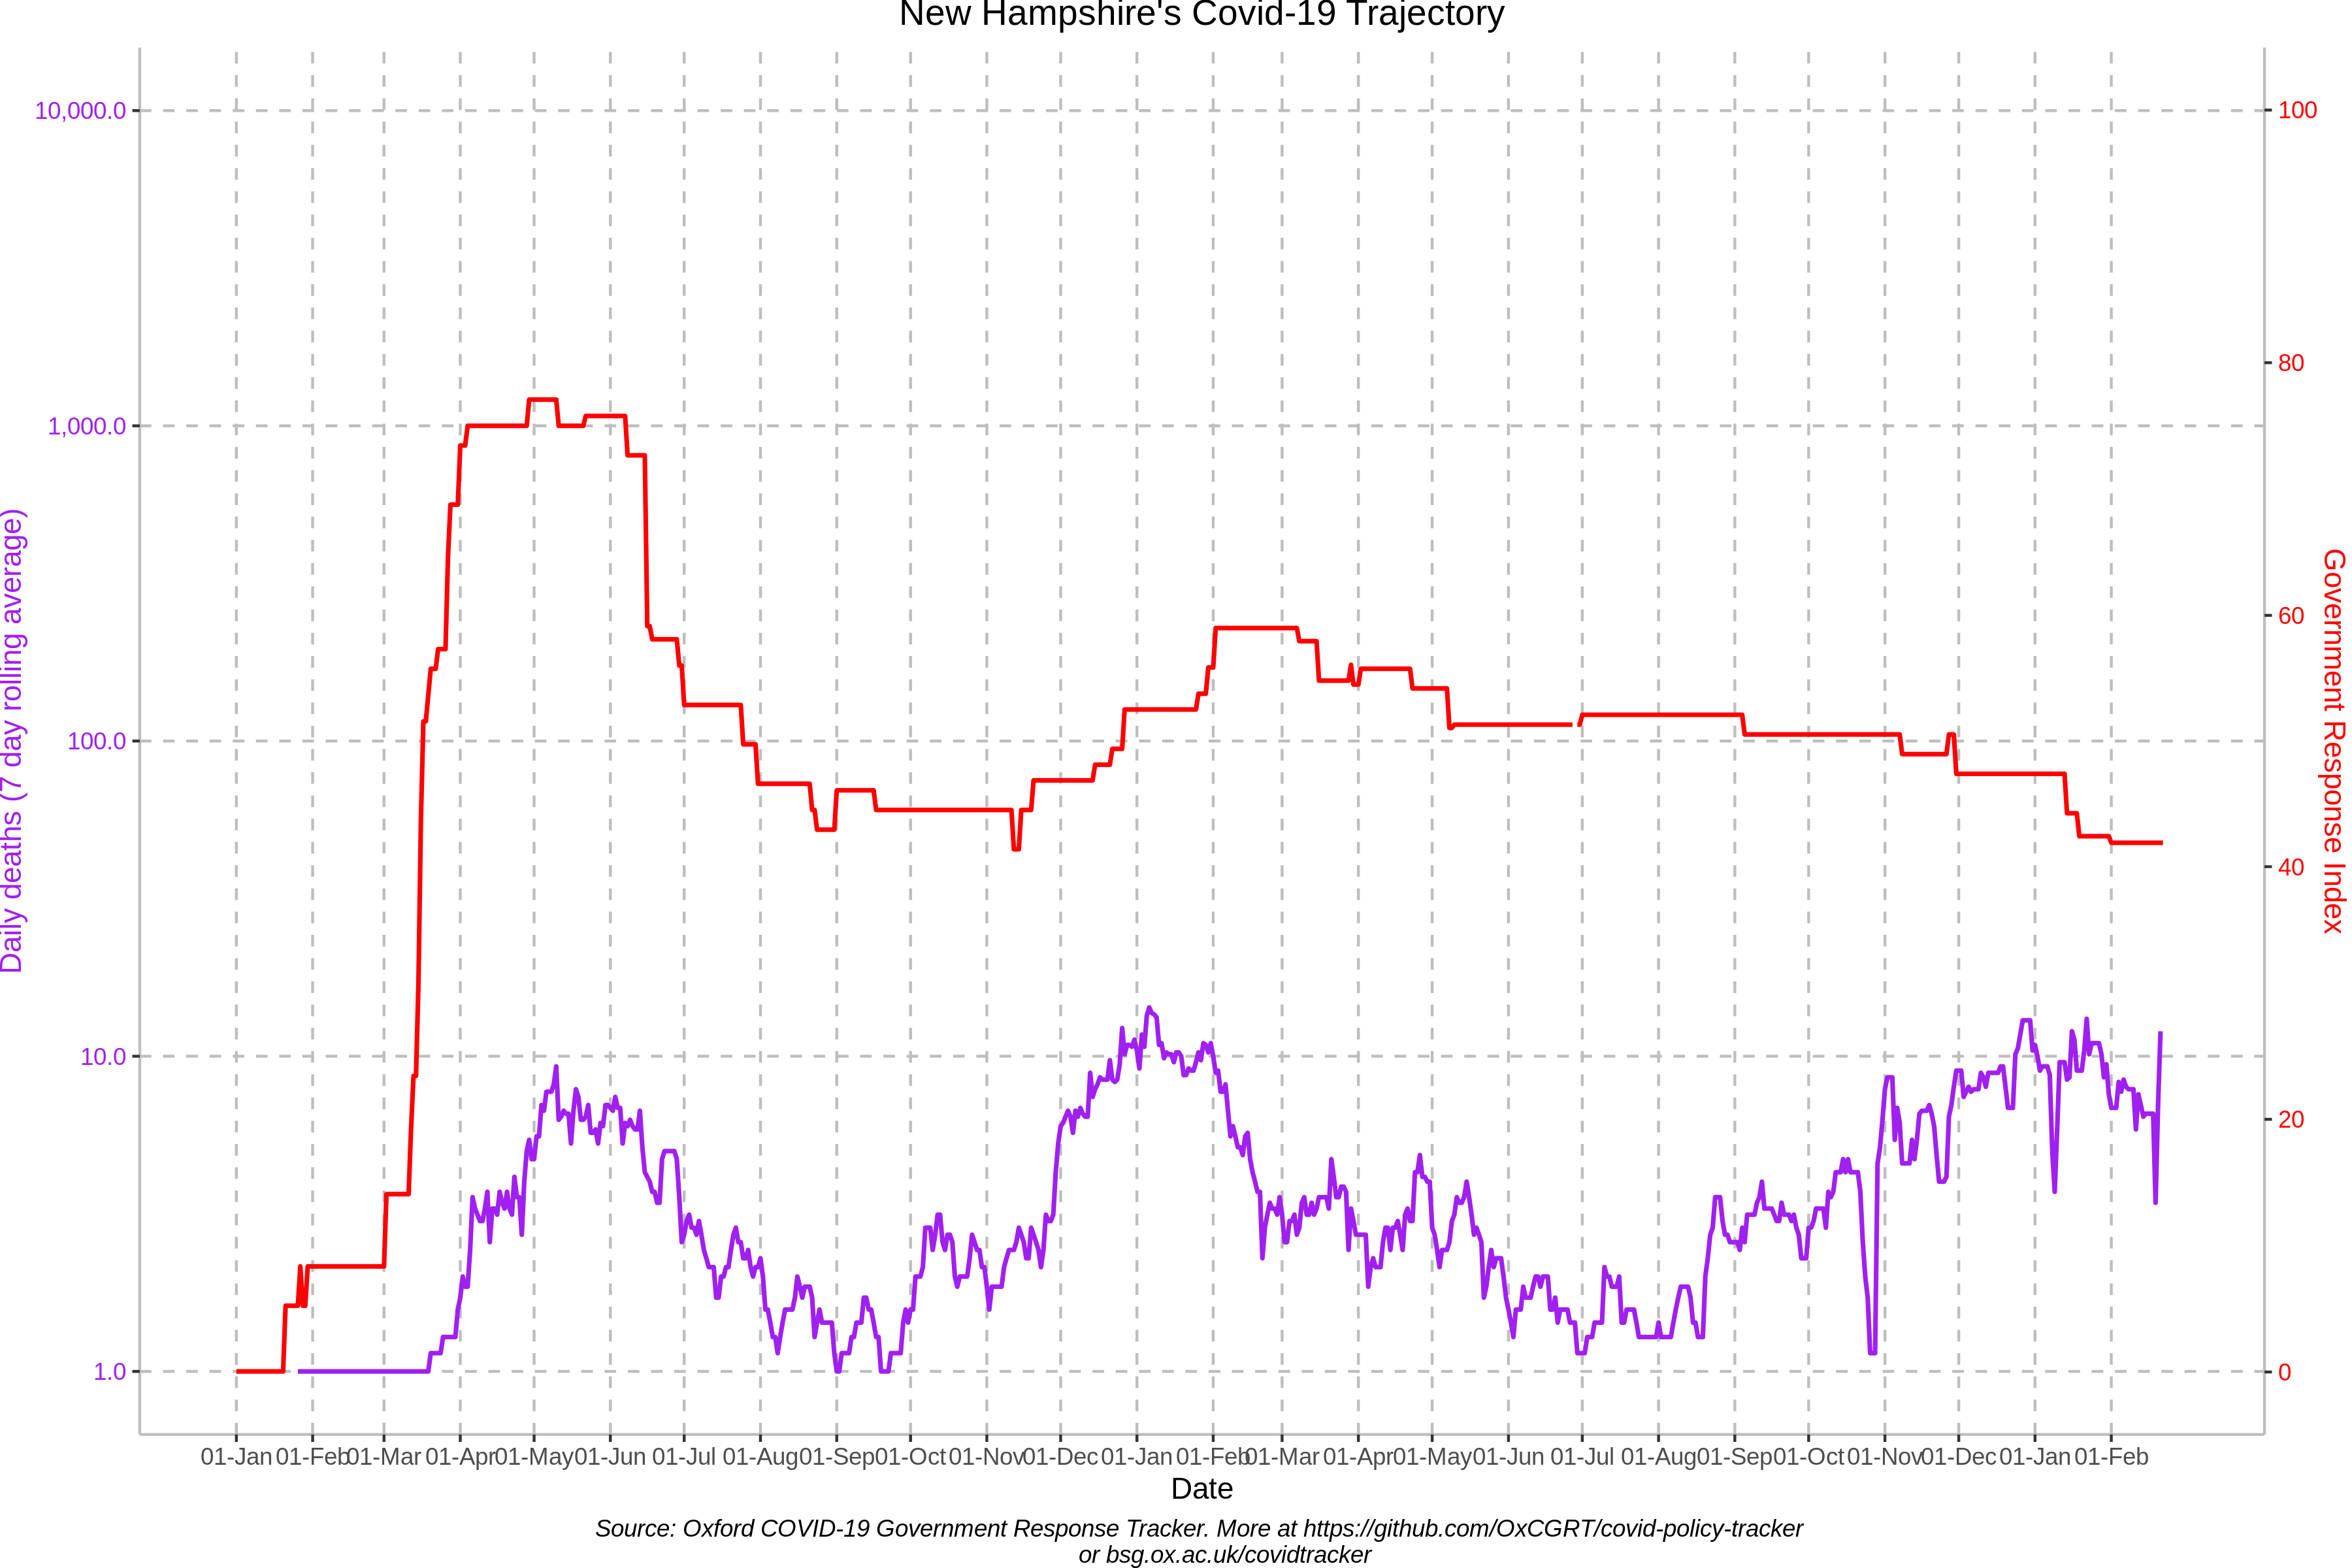 New Hampshire's Covid-19 Trajectory
10,000.0
1,000.0
100.0
10.0
1.0
Daily deaths (7 day rolling average)
100
80
60
40
20
0
Government Response Index
01-Jan 01-Feb 01-Mar 01-Apr 01-May 01-Jun 01-Jul 01-Aug 01-Sep 01-Oct 01-Nov 01-Dec 01-Jan 01-Feb 01-Mar 01-Apr 01-May 01-Jun 01-Jul 01-Aug 01-Sep 01-Oct 01-Nov 01-Dec 01-Jan 01-Feb
Date
Source: Oxford COVID-19 Government Response Tracker. More at https://github.com/OxCGRT/covid-policy-tracker
or bsg.ox.ac.uk/covidtracker